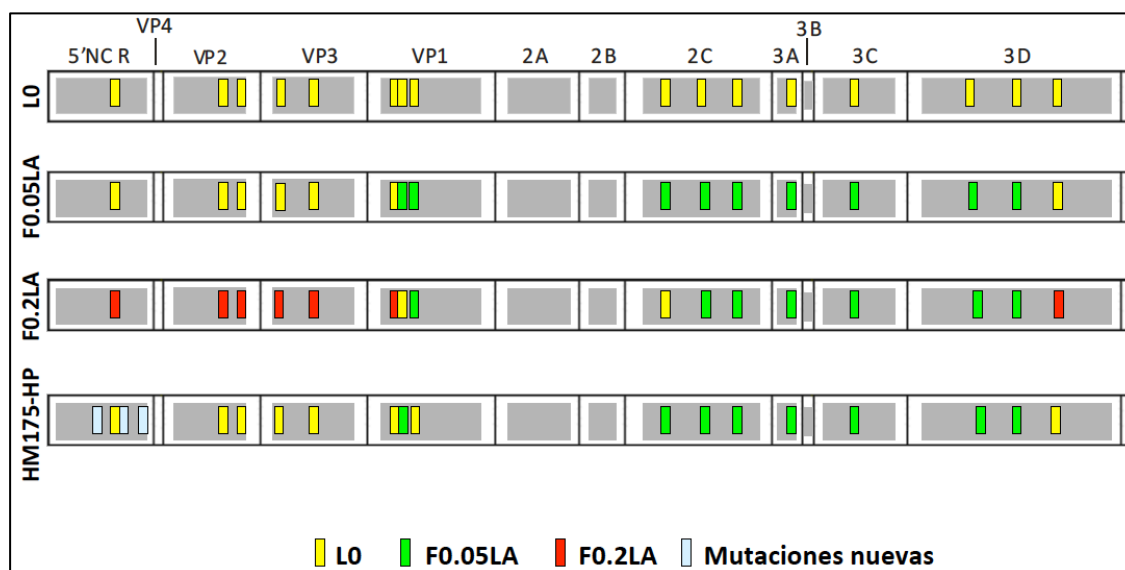 VP4 3B
5'NC R VP2 VP3 VP1 2A 2B 2C 3A 3C 3D
L0
F0.05LA
F0.2LA
HM175-HP
L0 F0.05LA F0.2LA Mutaciones nuevas